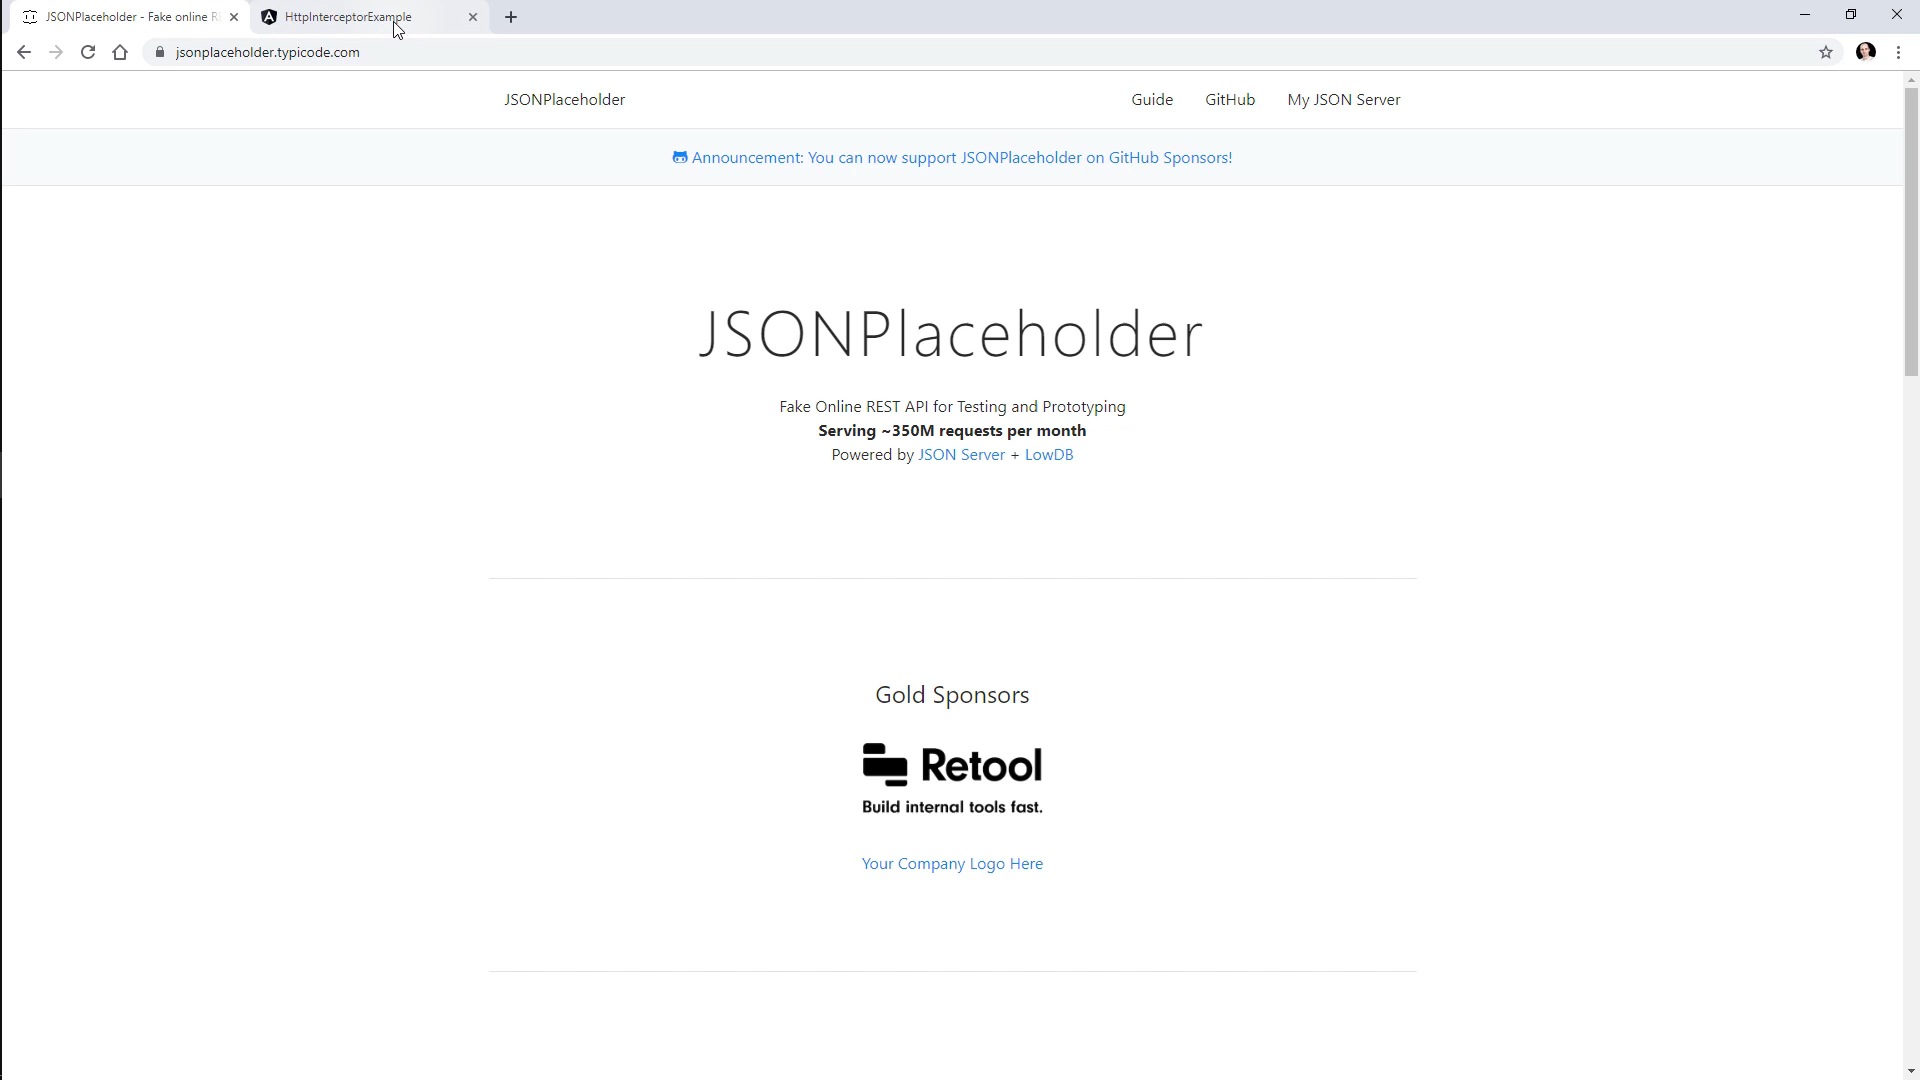 JSONPlaceholder - Fake online R
HttpInterceptorExample
jsonplaceholder.typicode.com
JSONPlaceholder
Guide
GitHub
My JSON Server
Announcement: You can now support JSONPlaceholder on GitHub Sponsors!
JSONPlaceholder
Fake Online REST API for Testing and Prototyping
Serving ~350M requests per month
Powered by JSON Server + LowDB
Gold Sponsors
Retool
Build internal tools fast.
Your Company Logo Here